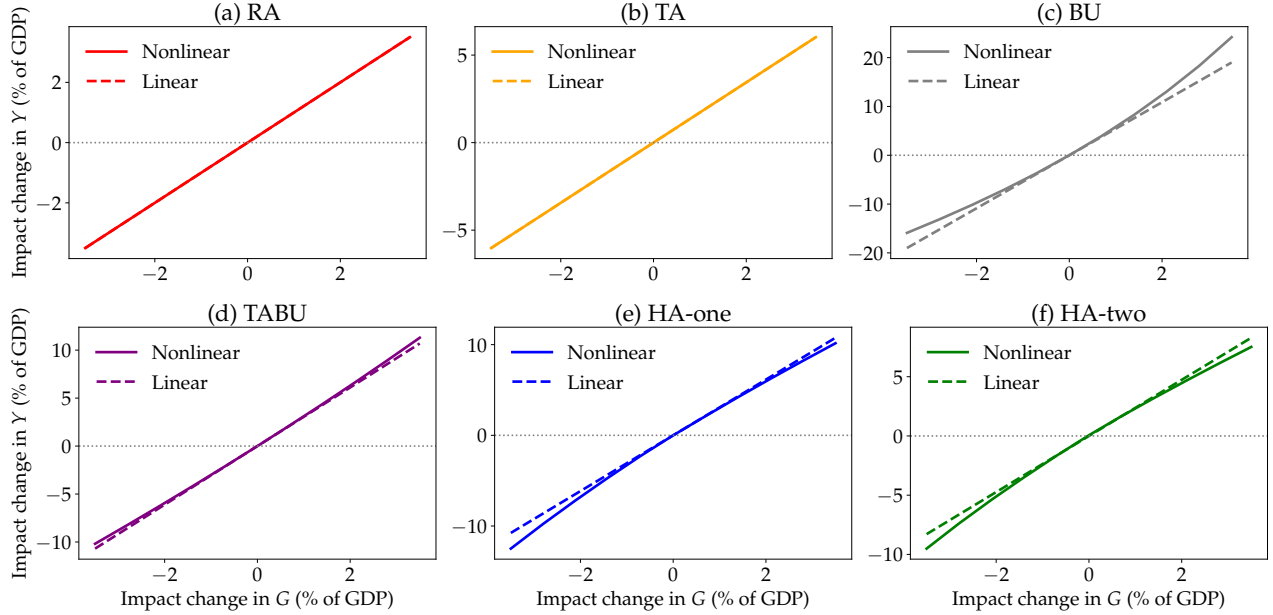 (a) RA
Impact change in Y (% of GDP)
Nonlinear
Linear
2
0
−2
−2
0
2
(b) TA
Nonlinear
Linear
5
0
−5
−2
0
2
(c) BU
Nonlinear
Linear
20
10
0
−10
−20
−2
0
2
(d) TABU
Impact change in Y (% of GDP)
Nonlinear
Linear
10
5
0
−5
−10
−2
0
2
Impact change in G (% of GDP)
(e) HA-one
Nonlinear
Linear
10
0
−10
−2
0
2
Impact change in G (% of GDP)
(f) HA-two
Nonlinear
Linear
5
0
−5
−10
−2
0
2
Impact change in G (% of GDP)